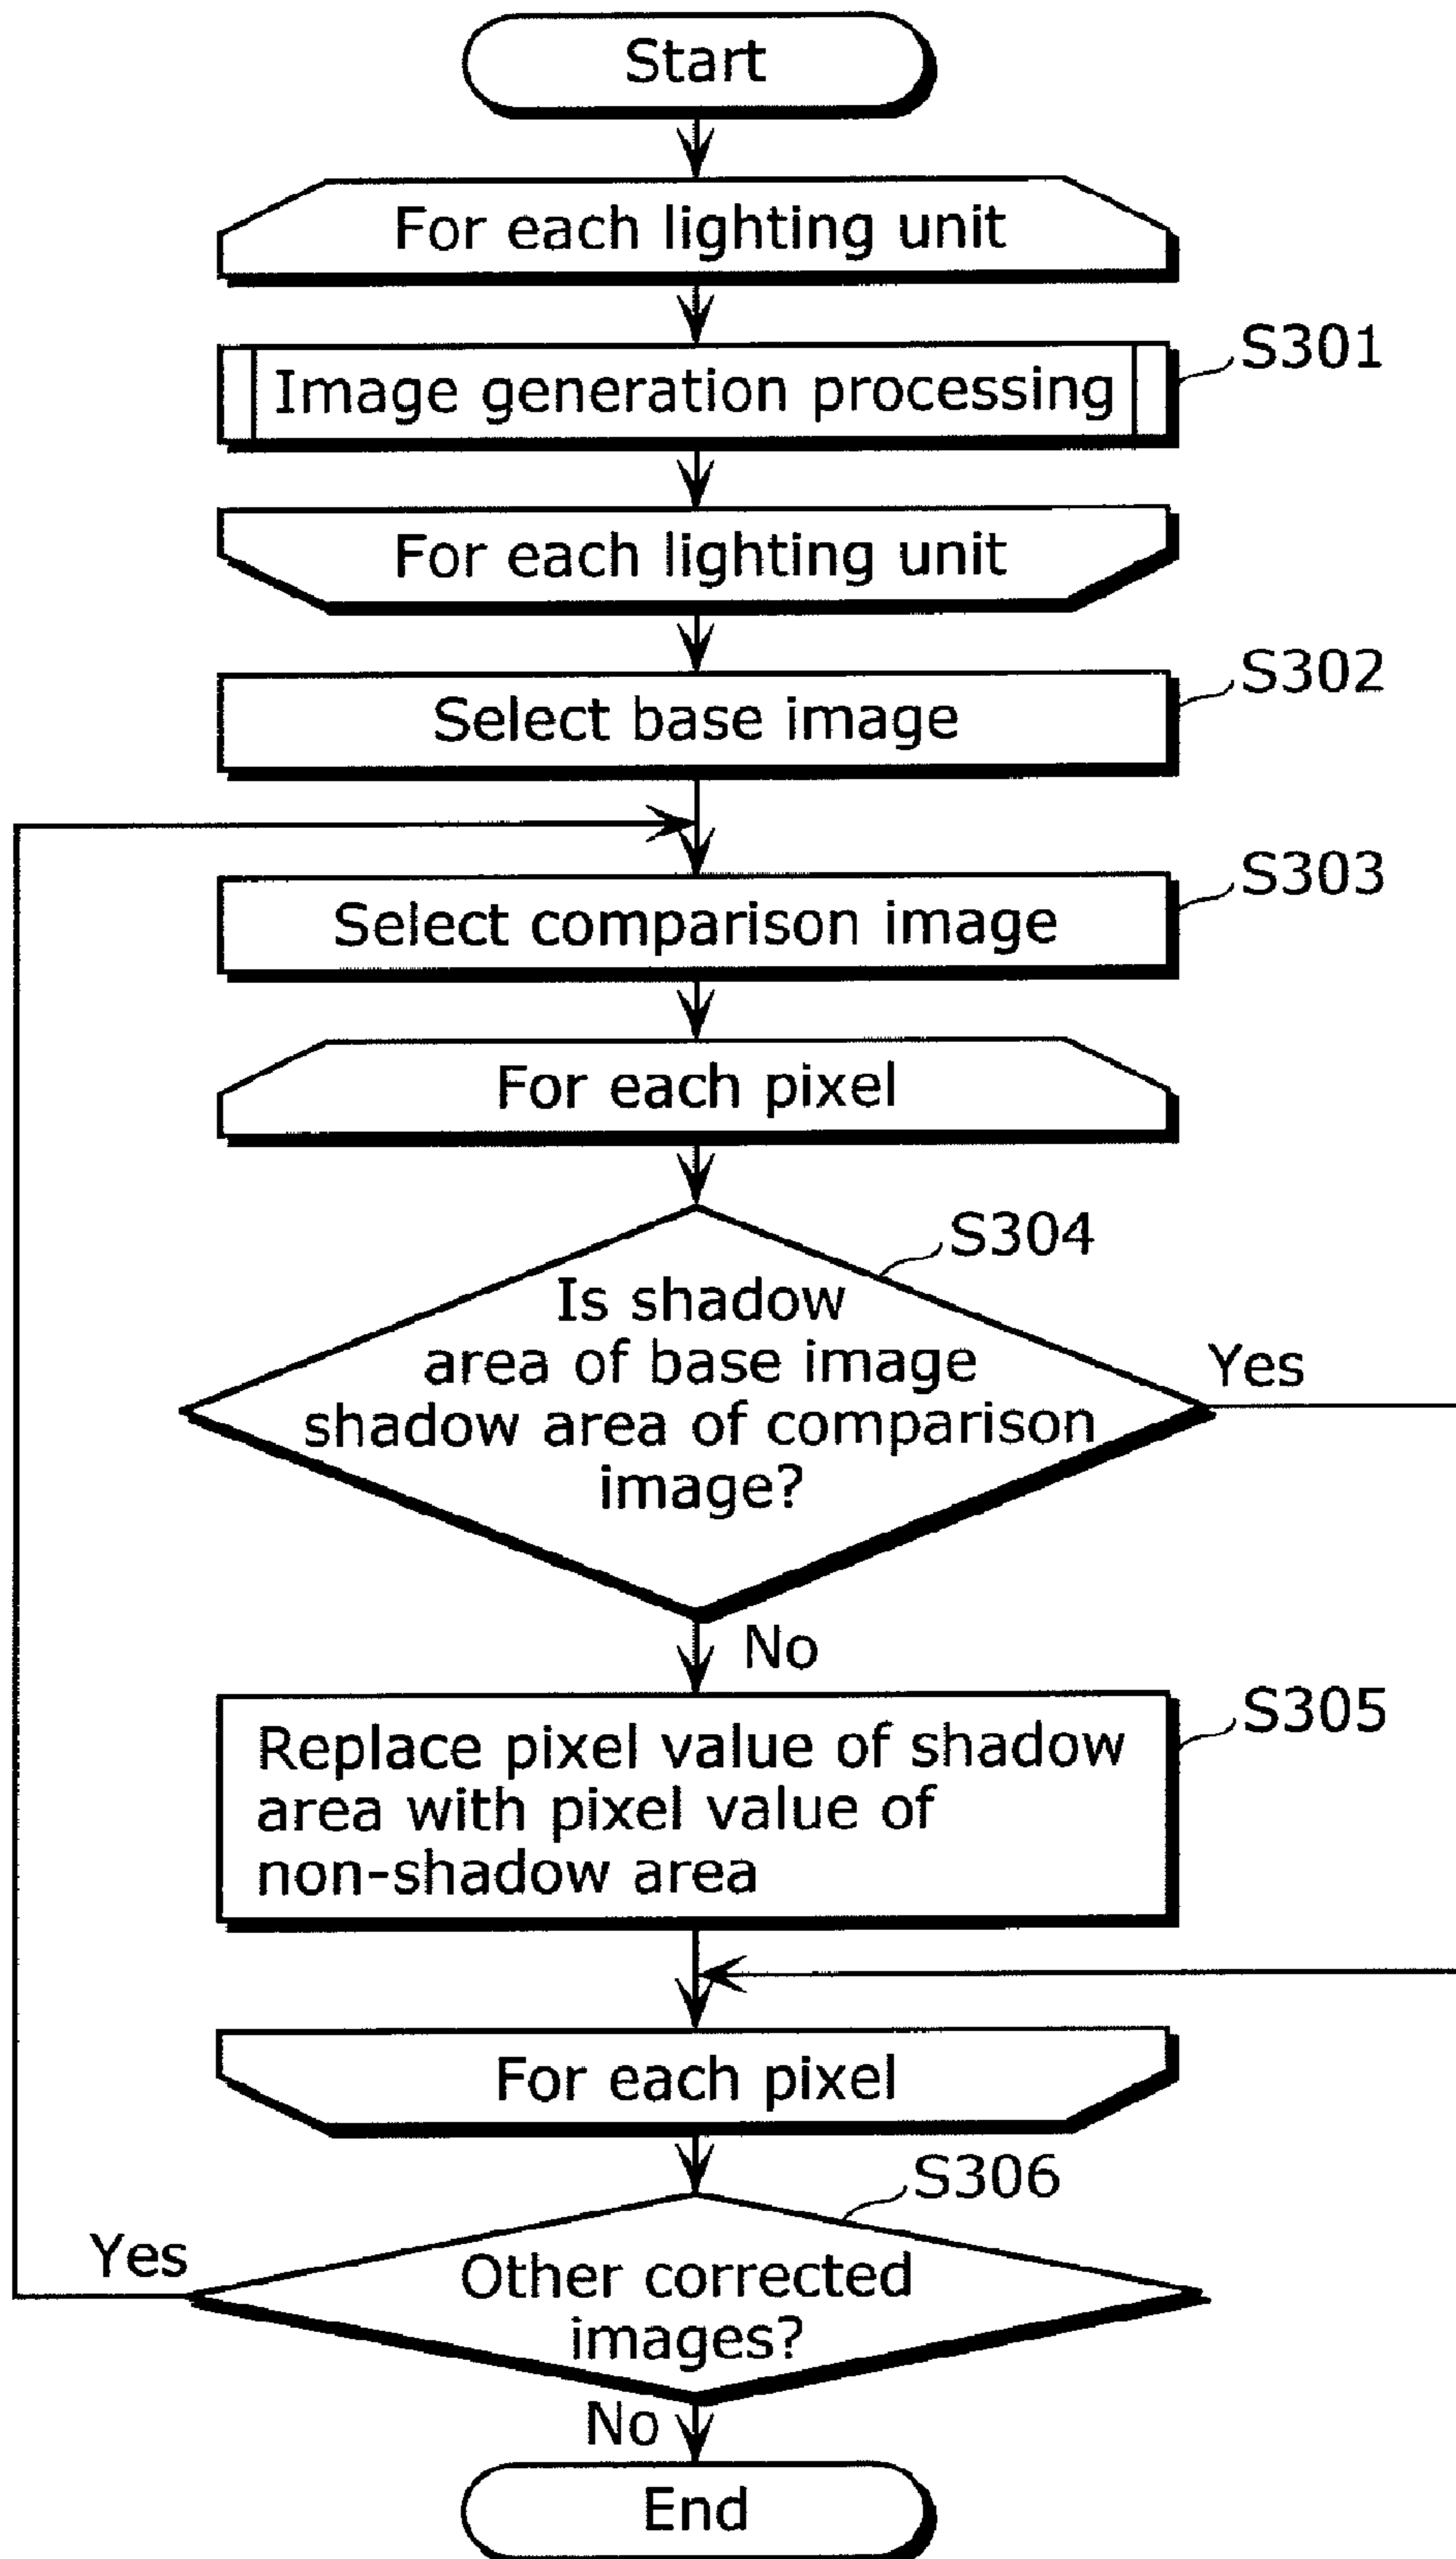 Start
For each lighting unit
S301
Image generation processing
For each lighting unit
S302
Select base image
S303
Select comparison image
For each pixel
S304
Is shadow
area of base image
shadow area of comparison
image?
Yes
No
S305
Replace pixel value of shadow
area with pixel value of
non-shadow area
For each pixel
S306
Yes
Other corrected
images?
No
End